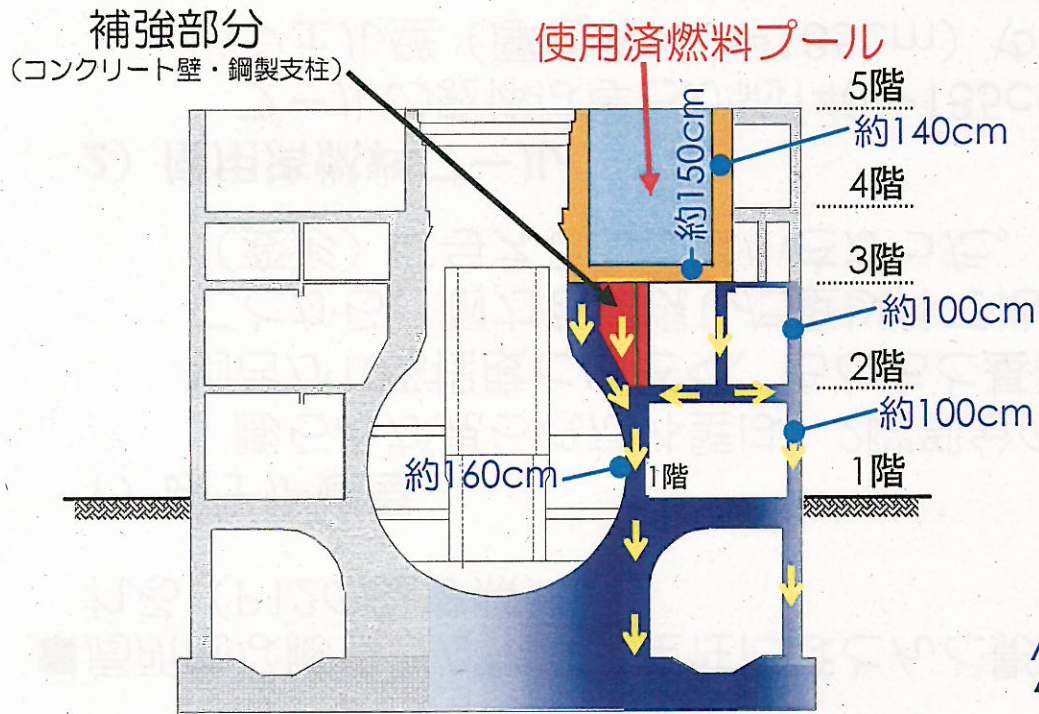 補強部分
(コンクリート壁・鋼製支柱)
使用済燃料プール
5階
約140cm
約150cm
4階
3階
約100cm
2階
約100cm
約160cm
1階
1階